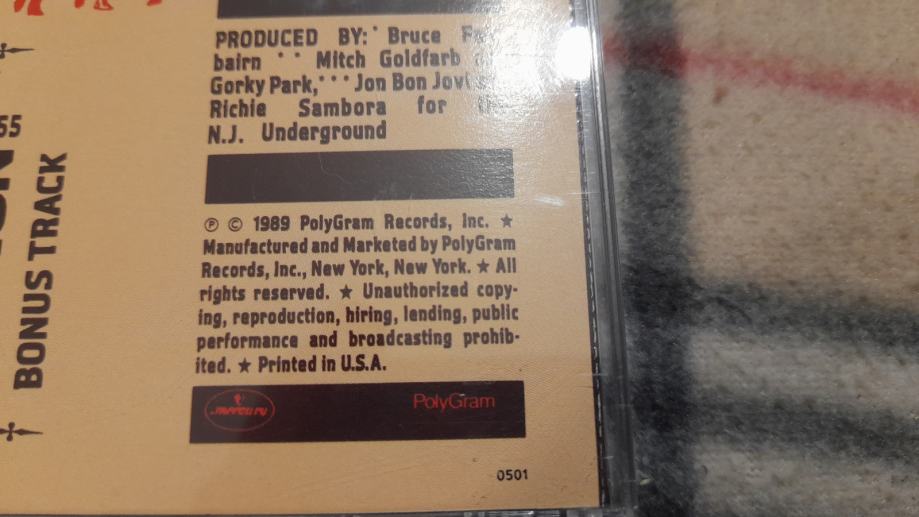 PRODUCED BY:* Bruce
bairn ** Mitch Goldfarb
Gorky Park,*** Jon Bon Jovi
Richie Sambora for
N.J. Underground
55
BONUS TRACK
℗ © 1989 PolyGram Records, Inc. ★
Manufactured and Marketed by PolyGram
Records, Inc., New York, New York. ★ All
rights reserved. ★ Unauthorized copy-
ing, reproduction, hiring, lending, public
performance and broadcasting prohib-
ited. ★ Printed in U.S.A.
mercury
PolyGram
0501